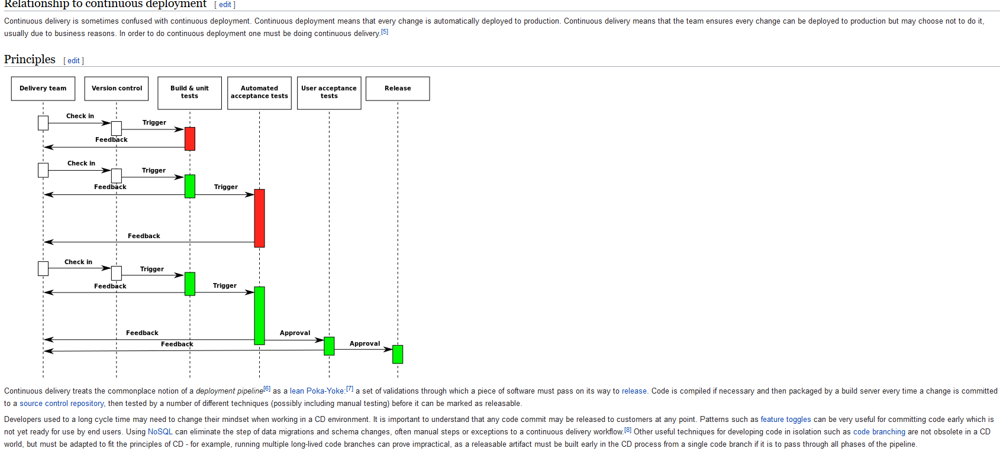 Relationship to continuous deployment [ edit ]
Continuous delivery is sometimes confused with continuous deployment. Continuous deployment means that every change is automatically deployed to production. Continuous delivery means that the team ensures every change can be deployed to production but may choose not to do it,
usually due to business reasons. In order to do continuous deployment one must be doing continuous delivery.[5]
Principles [ edit ]
Delivery team
Version control
Build & unit
tests
Automated
acceptance tests
User acceptance
tests
Release
Check in
Trigger
Feedback
Check in
Trigger
Feedback
Trigger
Feedback
Check in
Trigger
Feedback
Trigger
Feedback
Approval
Feedback
Approval
Continuous delivery treats the commonplace notion of a deployment pipeline[6] as a lean Poka-Yoke:[7] a set of validations through which a piece of software must pass on its way to release. Code is compiled if necessary and then packaged by a build server every time a change is committed
to a source control repository, then tested by a number of different techniques (possibly including manual testing) before it can be marked as releasable.
Developers used to a long cycle time may need to change their mindset when working in a CD environment. It is important to understand that any code commit may be released to customers at any point. Patterns such as feature toggles can be very useful for committing code early which is
not yet ready for use by end users. Using NoSQL can eliminate the step of data migrations and schema changes, often manual steps or exceptions to a continuous delivery workflow.[8] Other useful techniques for developing code in isolation such as code branching are not obsolete in a CD
world, but must be adapted to fit the principles of CD - for example, running multiple long-lived code branches can prove impractical, as a releasable artifact must be built early in the CD process from a single code branch if it is to pass through all phases of the pipeline.